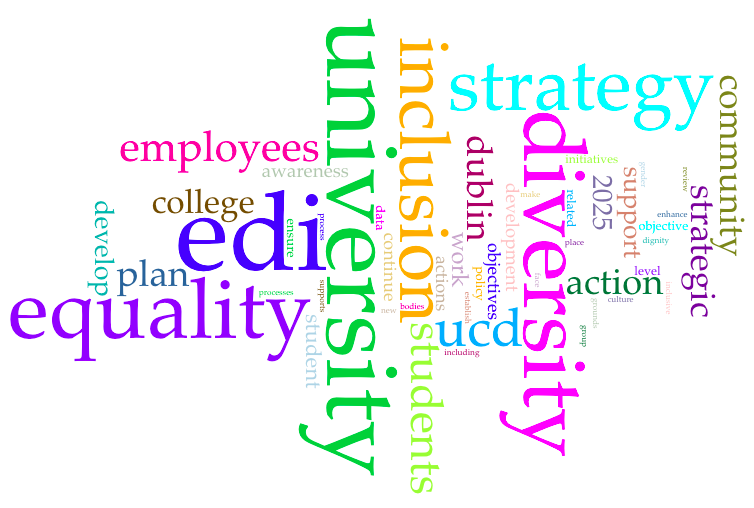 university
inclusion
strategy
community
diversity
employees
awareness
dublin
initiatives
gender
review
college
edi
develop
data
process
ensure
continue
work
development
make
related
2025
support
strategic
enhance
objective
dignity
place
plan
equality
actions
objectives
policy
face
action
level
culture
grounds
processes
supports
student
new
bodies
establish
ucd
students
including
group